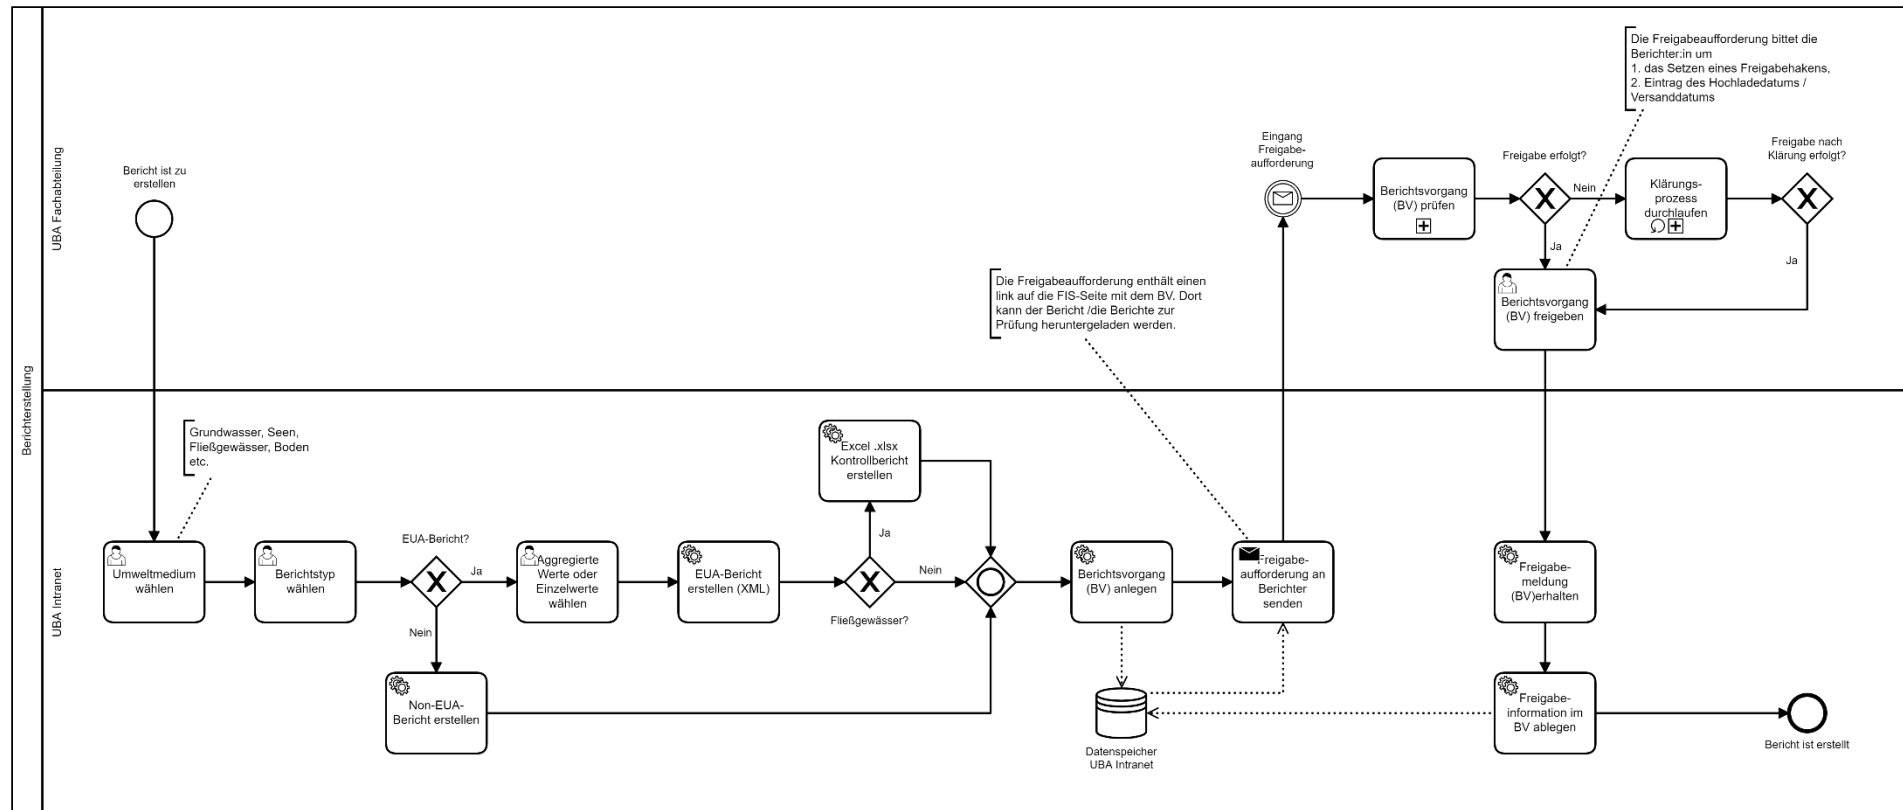 Berichterstellung
UBA Fachabteilung
Bericht ist zu
erstellen
Die Freigabeaufforderung bittet die
Berichter:in um
1. das Setzen eines Freigabehakens,
2. Eintrag des Hochladedatums /
Versanddatums
Eingang
Freigabe-
aufforderung
Berichtsvorgang
(BV) prüfen
Freigabe erfolgt?
Nein
Ja
Klärungs-
prozess
durchlaufen
Freigabe nach
Klärung erfolgt?
Ja
Berichtsvorgang
(BV) freigeben
Die Freigabeaufforderung enthält einen
link auf die FIS-Seite mit dem BV. Dort
kann der Bericht /die Berichte zur
Prüfung heruntergeladen werden.
UBA Intranet
Grundwasser, Seen,
Fließgewässer, Boden
etc.
Umweltmedium
wählen
Berichtstyp
wählen
EUA-Bericht?
Ja
Nein
Aggregierte
Werte oder
Einzelwerte
wählen
EUA-Bericht
erstellen (XML)
Excel .xlsx
Kontrollbericht
erstellen
Ja
Nein
Fließgewässer?
Non-EUA-
Bericht erstellen
Berichtsvorgang
(BV) anlegen
Freigabe-
aufforderung an
Berichter
senden
Datenspeicher
UBA Intranet
Freigabe-
meldung
(BV)erhalten
Freigabe-
information im
BV ablegen
Bericht ist erstellt